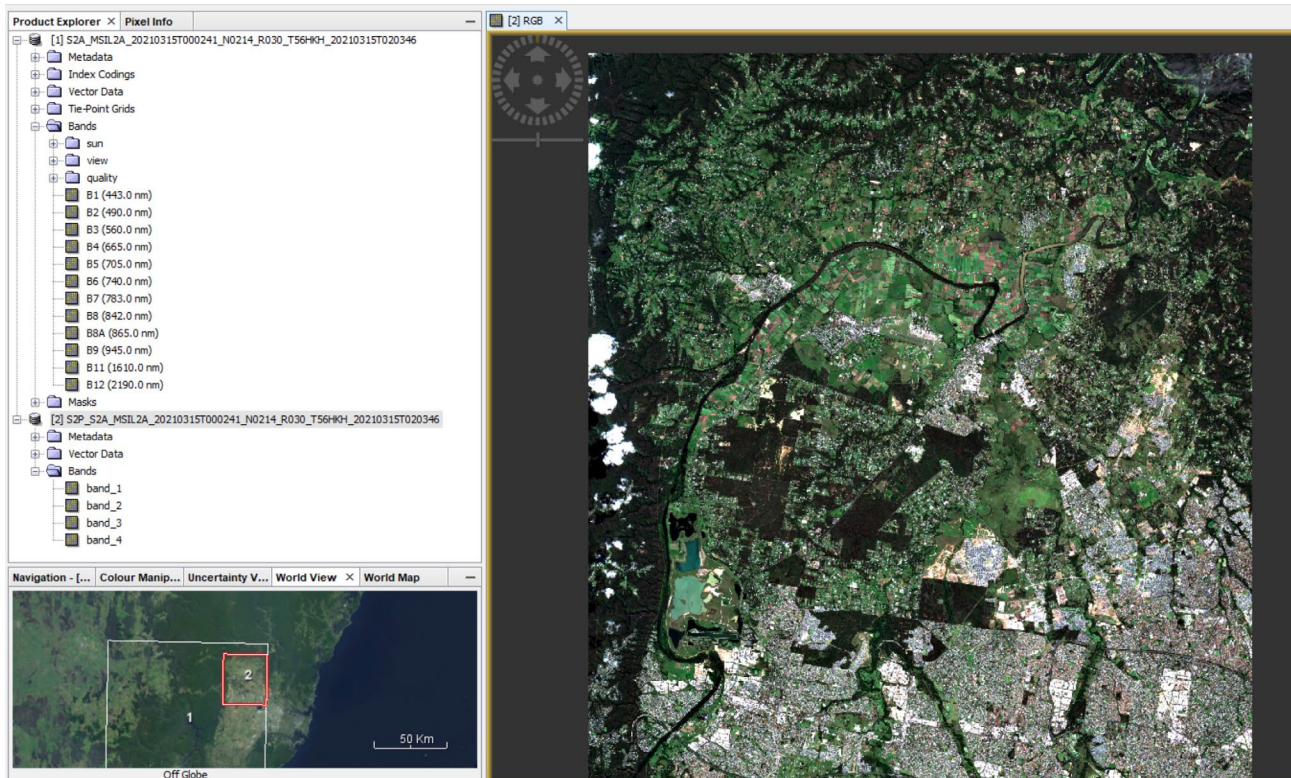 Product Explorer × Pixel Info
[1] S2A_MSIL2A_20210315T000241_N0214_R030_T56HKH_20210315T020346
Metadata
Index Codings
Vector Data
Tie-Point Grids
Bands
sun
view
quality
B1 (443.0 nm)
B2 (490.0 nm)
B3 (560.0 nm)
B4 (665.0 nm)
B5 (705.0 nm)
B6 (740.0 nm)
B7 (783.0 nm)
B8 (842.0 nm)
B8A (865.0 nm)
B9 (945.0 nm)
B11 (1610.0 nm)
B12 (2190.0 nm)
Masks
[2] S2P_S2A_MSIL2A_20210315T000241_N0214_R030_T56HKH_20210315T020346
Metadata
Vector Data
Bands
band_1
band_2
band_3
band_4
Navigation - [... Colour Manip... Uncertainty V... World View × World Map
2
1
50 Km
Off Globe
[2] RGB ×